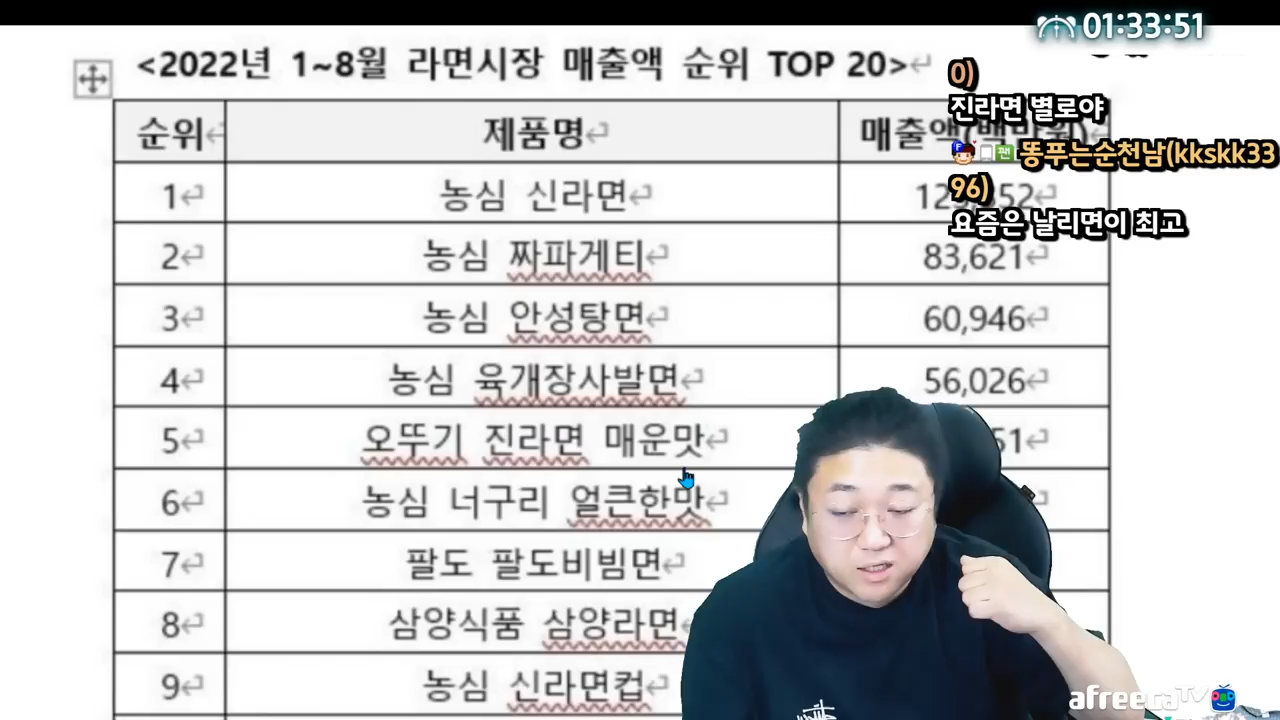 01:33:51
<2022년 1~8월 라면시장 매출액 순위 TOP 20>
0)
진라면 별로야
똥푸는순천남(kkskk33
96)
요즘은 날리면이 최고
순위 제품명 매출액(백만원)
1 농심 신라면
2 농심 짜파게티 83,621
3 농심 안성탕면 60,946
4 농심 육개장사발면 56,026
5 오뚜기 진라면 매운맛
6 농심 너구리 얼큰한맛
7 팔도 팔도비빔면
8 삼양식품 삼양라면
9 농심 신라면컵
afreecaTV